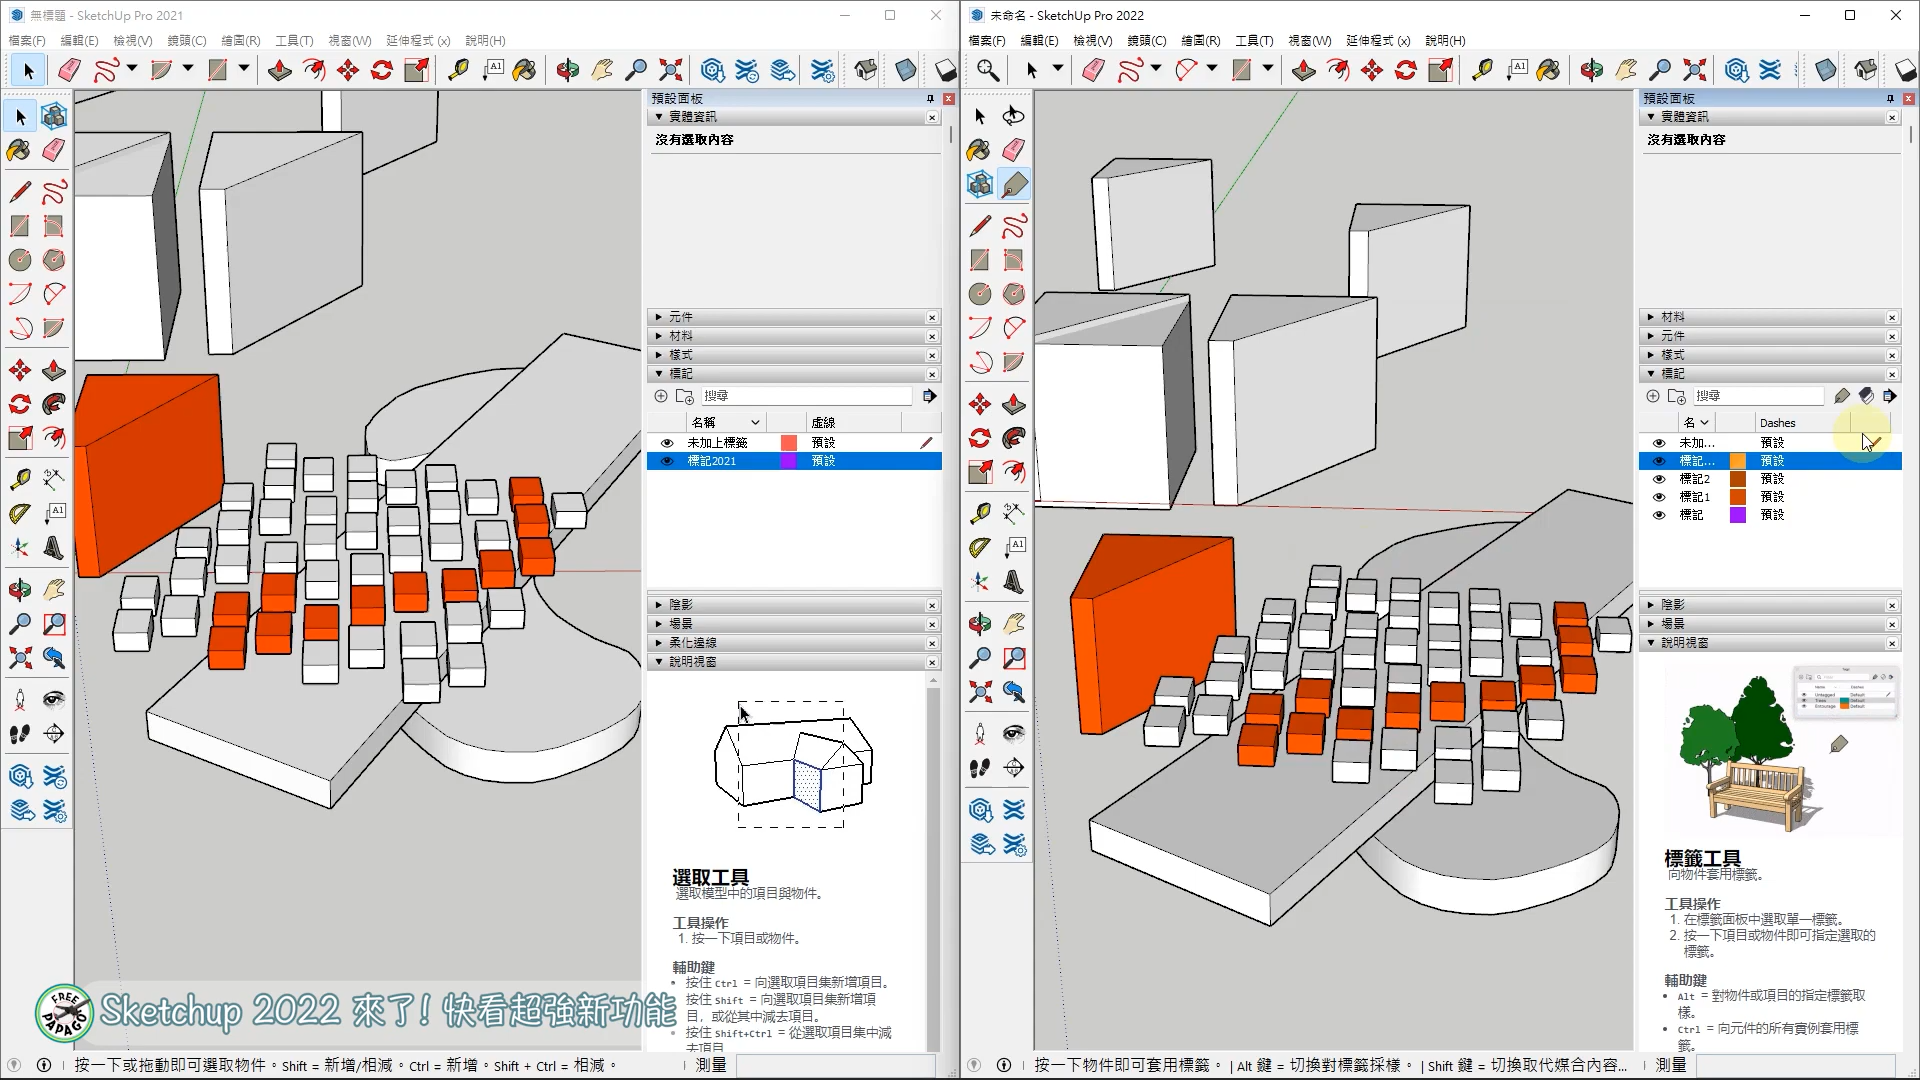 無標題 - SketchUp Pro 2021
檔案(F) 編輯(E) 檢視(V) 鏡頭(C) 繪圖(R) 工具(T) 視窗(W) 延伸程式 (x) 說明(H)
預設面板
實體資訊
沒有選取內容
元件
材料
樣式
標記
搜尋
名稱 虛線
未加上標籤 預設
標記2021 預設
陰影
場景
柔化邊線
說明視窗
選取工具
選取模型中的項目與物件。
工具操作
1. 按一下項目或物件。
輔助鍵
按住 Ctrl = 向選取項目集新增項目。
按住 Shift = 向選取項目集新增項
目，或從其中減去項目。
按住 Shift+Ctrl = 從選取項目集中減
去項目
FREE PAPAGO
Sketchup 2022 來了! 快看超強新功能
按一下或拖動即可選取物件。Shift = 新增/相減。Ctrl = 新增。Shift + Ctrl = 相減。
測量
未命名 - SketchUp Pro 2022
檔案(F) 編輯(E) 檢視(V) 鏡頭(C) 繪圖(R) 工具(T) 視窗(W) 延伸程式 (x) 說明(H)
預設面板
實體資訊
沒有選取內容
材料
元件
樣式
標記
搜尋
名 Dashes
未加... 預設
標記... 預設
標記2 預設
標記1 預設
標記 預設
陰影
場景
說明視窗
標籤工具
向物件套用標籤。
工具操作
1. 在標籤面板中選取單一標籤。
2. 按一下項目或物件即可指定選取的
標籤。
輔助鍵
Alt = 對物件或項目的指定標籤取
樣。
Ctrl = 向元件的所有實例套用標
籤。
按一下物件即可套用標籤。 | Alt 鍵 = 切換對標籤採樣。 | Shift 鍵 = 切換取代媒合內容...
測量